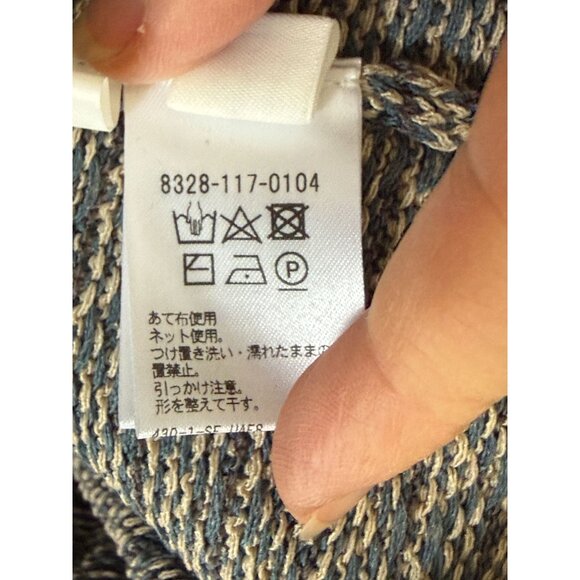 8328-117-0104
P
あて布使用
ネット使用。
つけ置き洗い・濡れたままの
置禁止。
引っかけ注意。
形を整えて干す。